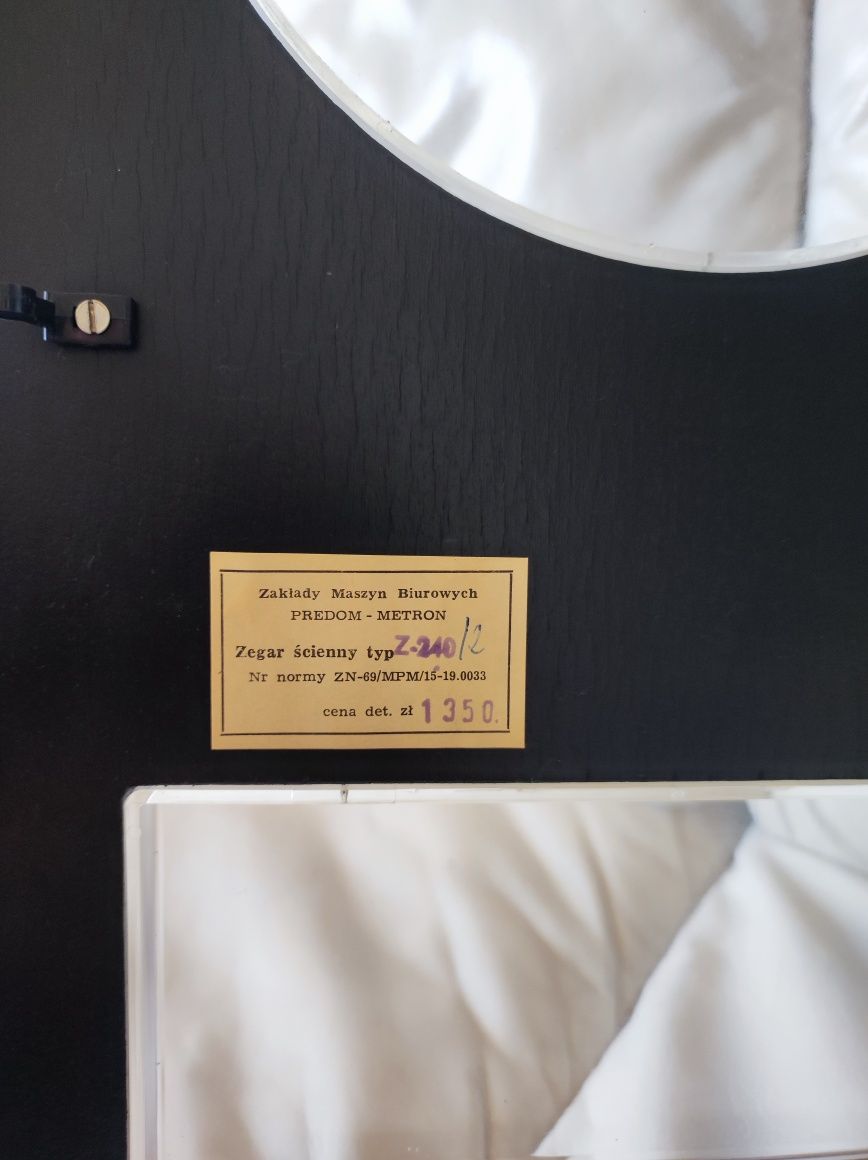 Zakłady Maszyn Biurowych
PREDOM - METRON
Zegar ścienny typ Z-240/2
Nr normy ZN-69/MPM/15-19.0033
cena det. zł 1350.